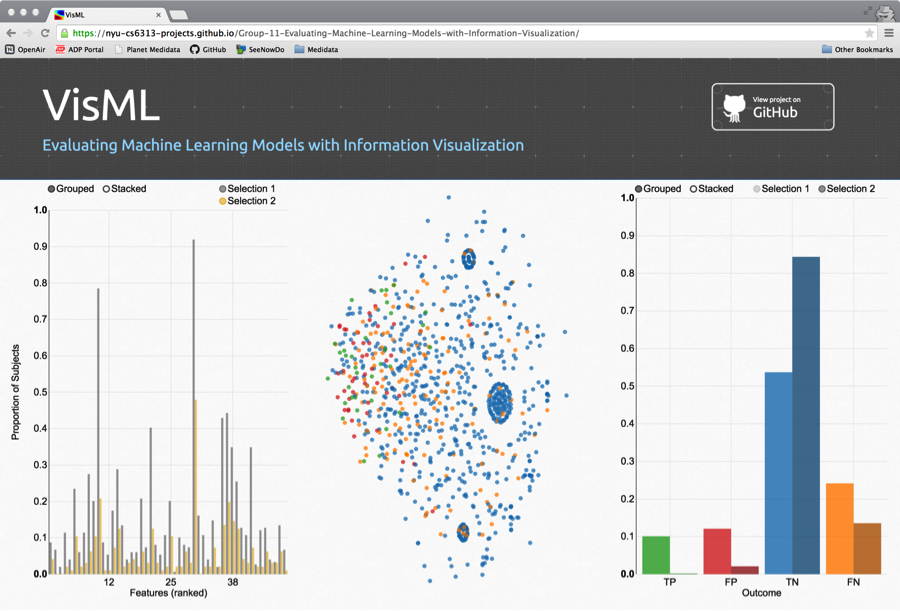 VisML
https://nyu-cs6313-projects.github.io/Group-11-Evaluating-Machine-Learning-Models-with-Information-Visualization/
OpenAir ADP Portal Planet Medidata GitHub SeeNowDo Medidata Other Bookmarks
VisML
View project on
GitHub
Evaluating Machine Learning Models with Information Visualization
Grouped Stacked Selection 1
Selection 2
1.0
0.9
0.8
0.7
0.6
0.5
0.4
0.3
0.2
0.1
0.0
Proportion of Subjects
12 25 38
Features (ranked)
Grouped Stacked Selection 1 Selection 2
1.0
0.9
0.8
0.7
0.6
0.5
0.4
0.3
0.2
0.1
0.0
TP FP TN FN
Outcome